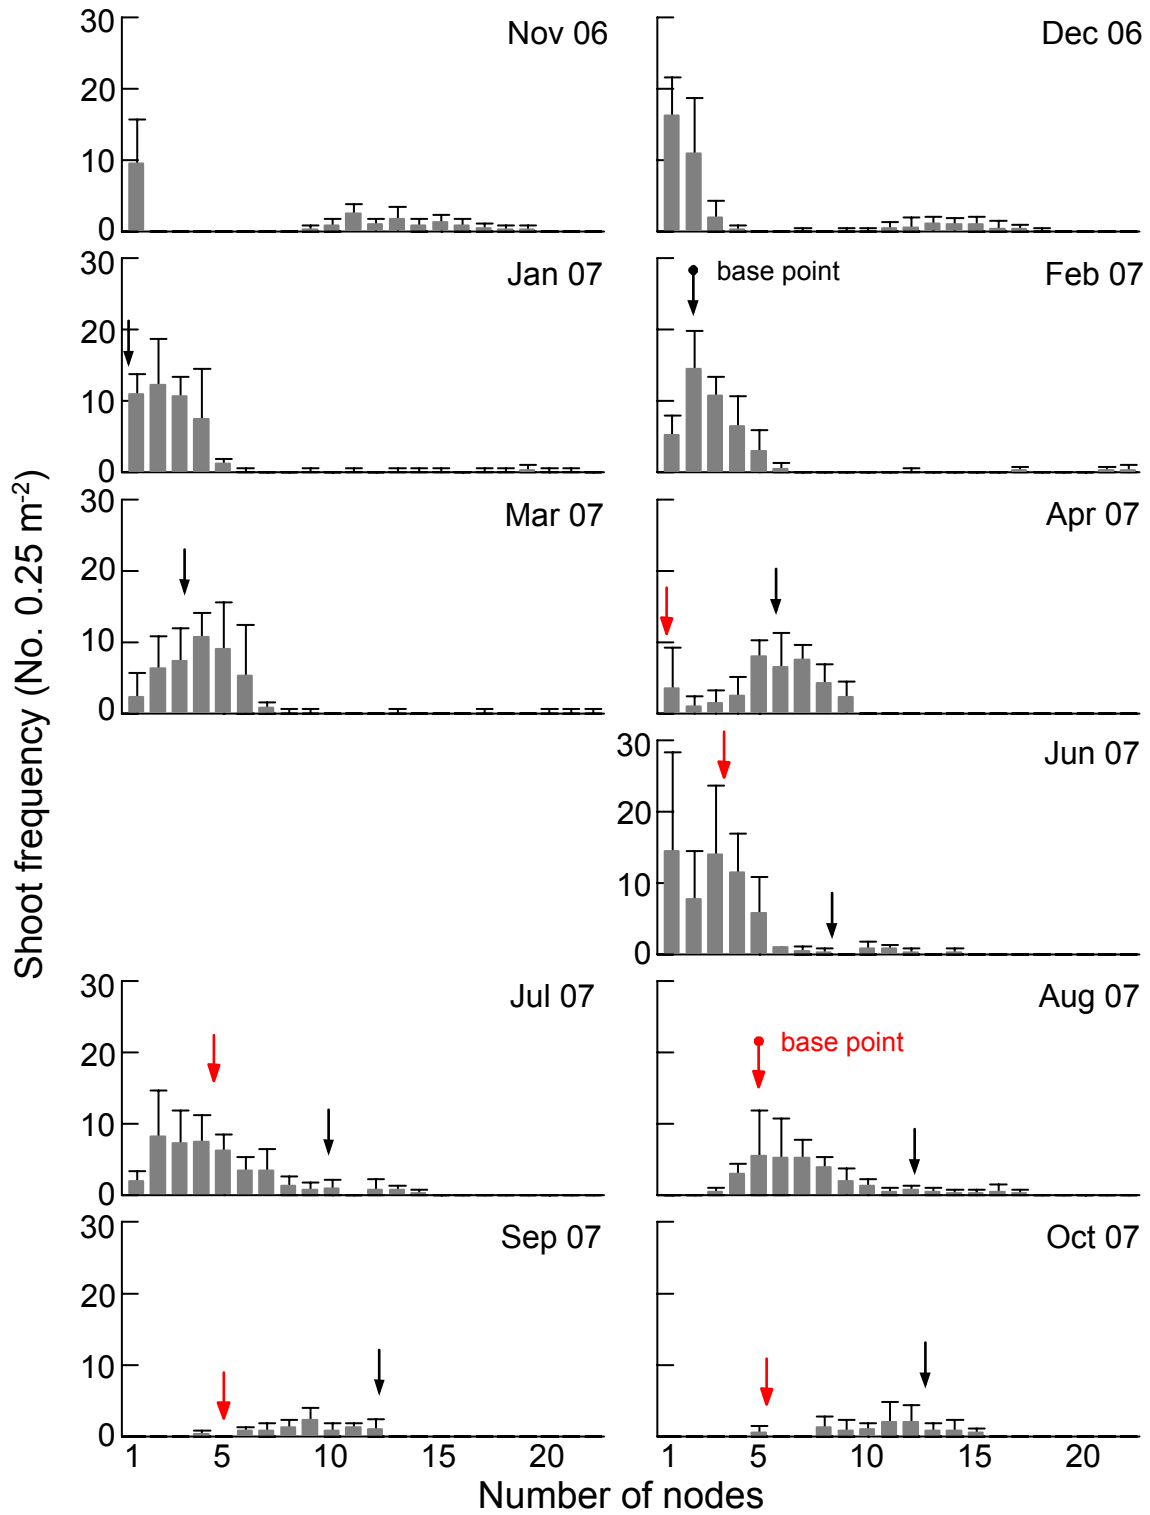 30
20
10
0
Nov 06
Dec 06
30
20
10
0
Jan 07
base point
Feb 07
30
20
10
0
Mar 07
Apr 07
30
20
10
0
Jun 07
30
20
10
0
Jul 07
base point
Aug 07
30
20
10
0
Sep 07
Oct 07
1 5 10 15 20
1 5 10 15 20
Number of nodes
Shoot frequency (No. 0.25 m⁻²)